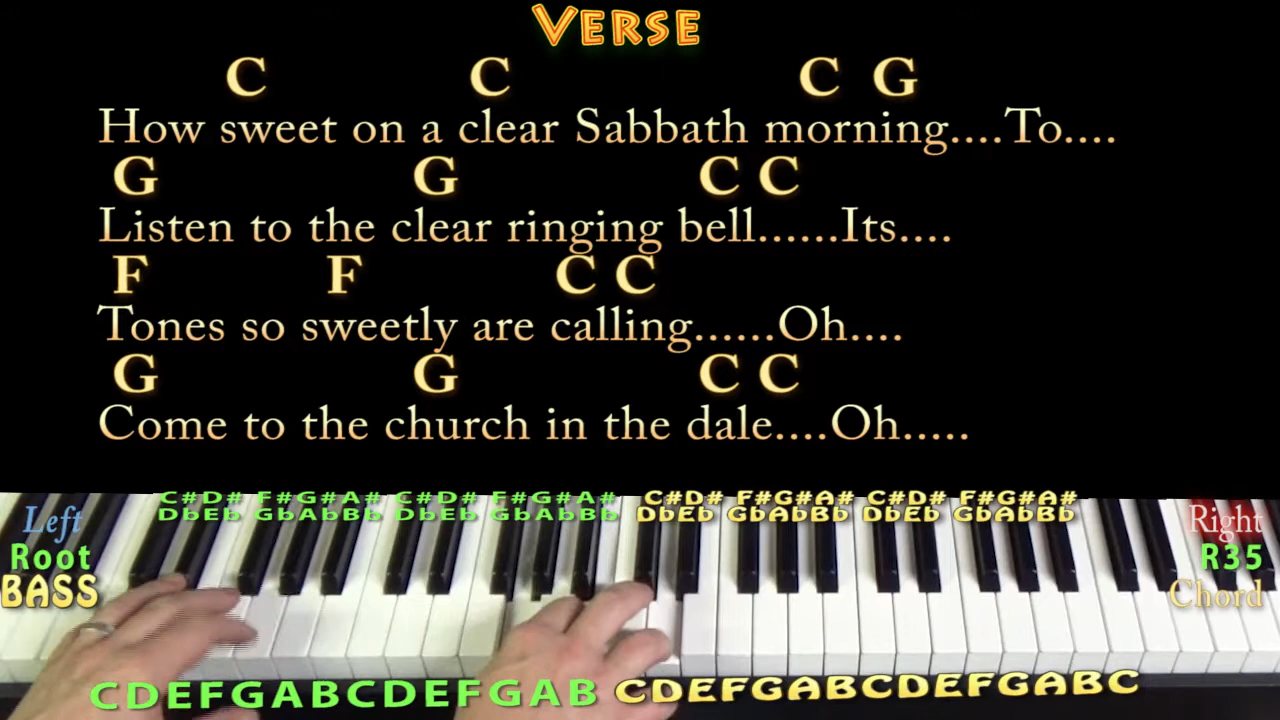 VERSE
C C C G
How sweet on a clear Sabbath morning....To....
G G C C
Listen to the clear ringing bell......Its....
F F C C
Tones so sweetly are calling......Oh....
G G C C
Come to the church in the dale....Oh.....
C#D# F#G#A# C#D# F#G#A# C#D# F#G#A# C#D# F#G#A#
DbEb GbAbBb DbEb GbAbBb DbEb GbAbBb DbEb GbAbBb
Left
Root
BASS
Right
R35
Chord
CDEFGABCDEFGAB CDEFGABCDEFGABC